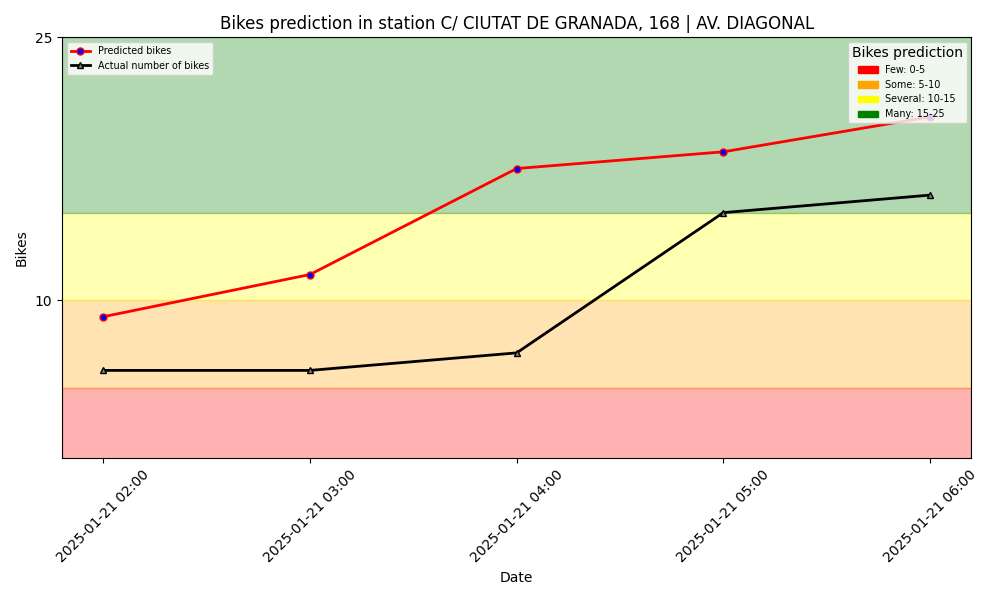 Bikes prediction in station C/ CIUTAT DE GRANADA, 168 | AV. DIAGONAL
25
Predicted bikes
Actual number of bikes
Bikes prediction
Few: 0-5
Some: 5-10
Several: 10-15
Many: 15-25
Bikes
10
2025-01-21 02:00
2025-01-21 03:00
2025-01-21 04:00
2025-01-21 05:00
2025-01-21 06:00
Date